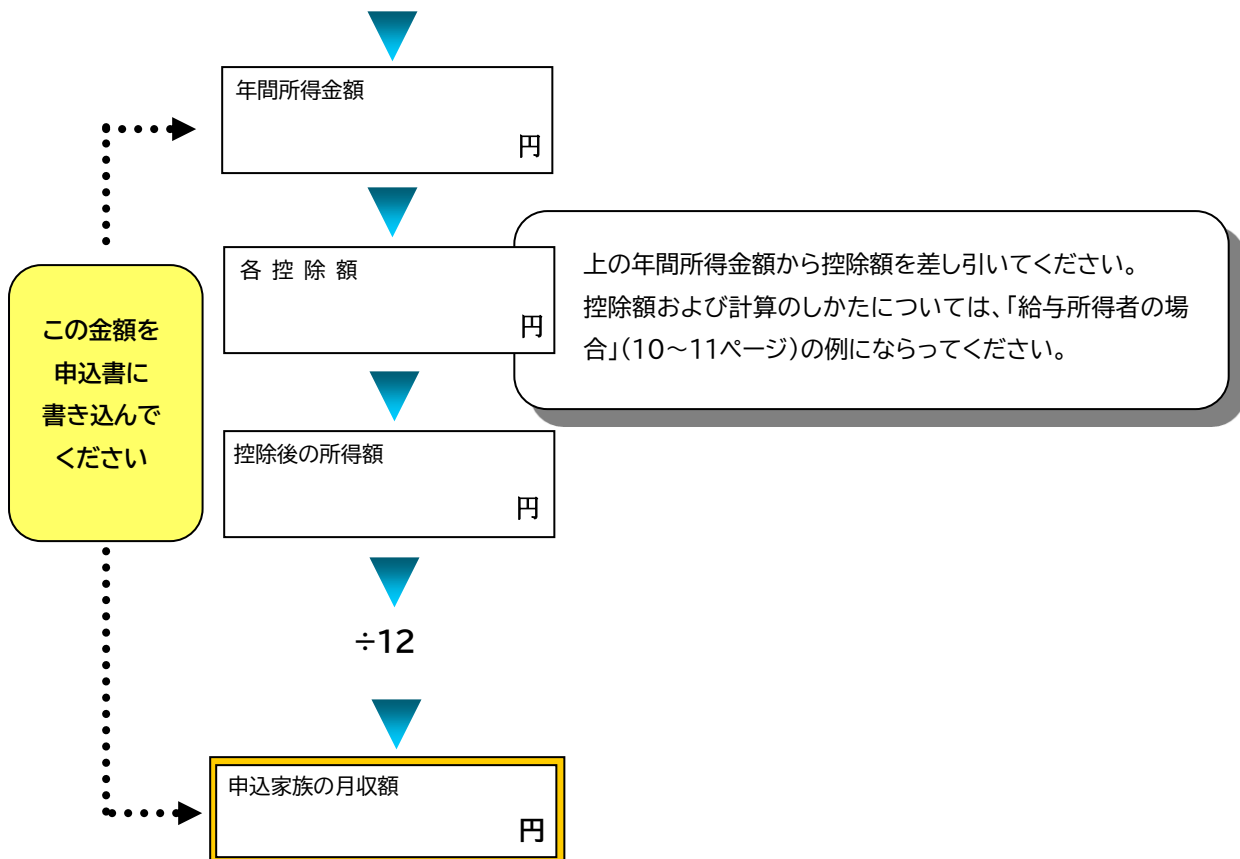 年間所得金額
円
各 控 除 額
円
上の年間所得金額から控除額を差し引いてください。
控除額および計算のしかたについては、「給与所得者の場
合」(10~11ページ)の例にならってください。
この金額を
申込書に
書き込んで
ください
控除後の所得額
円
÷12
申込家族の月収額
円